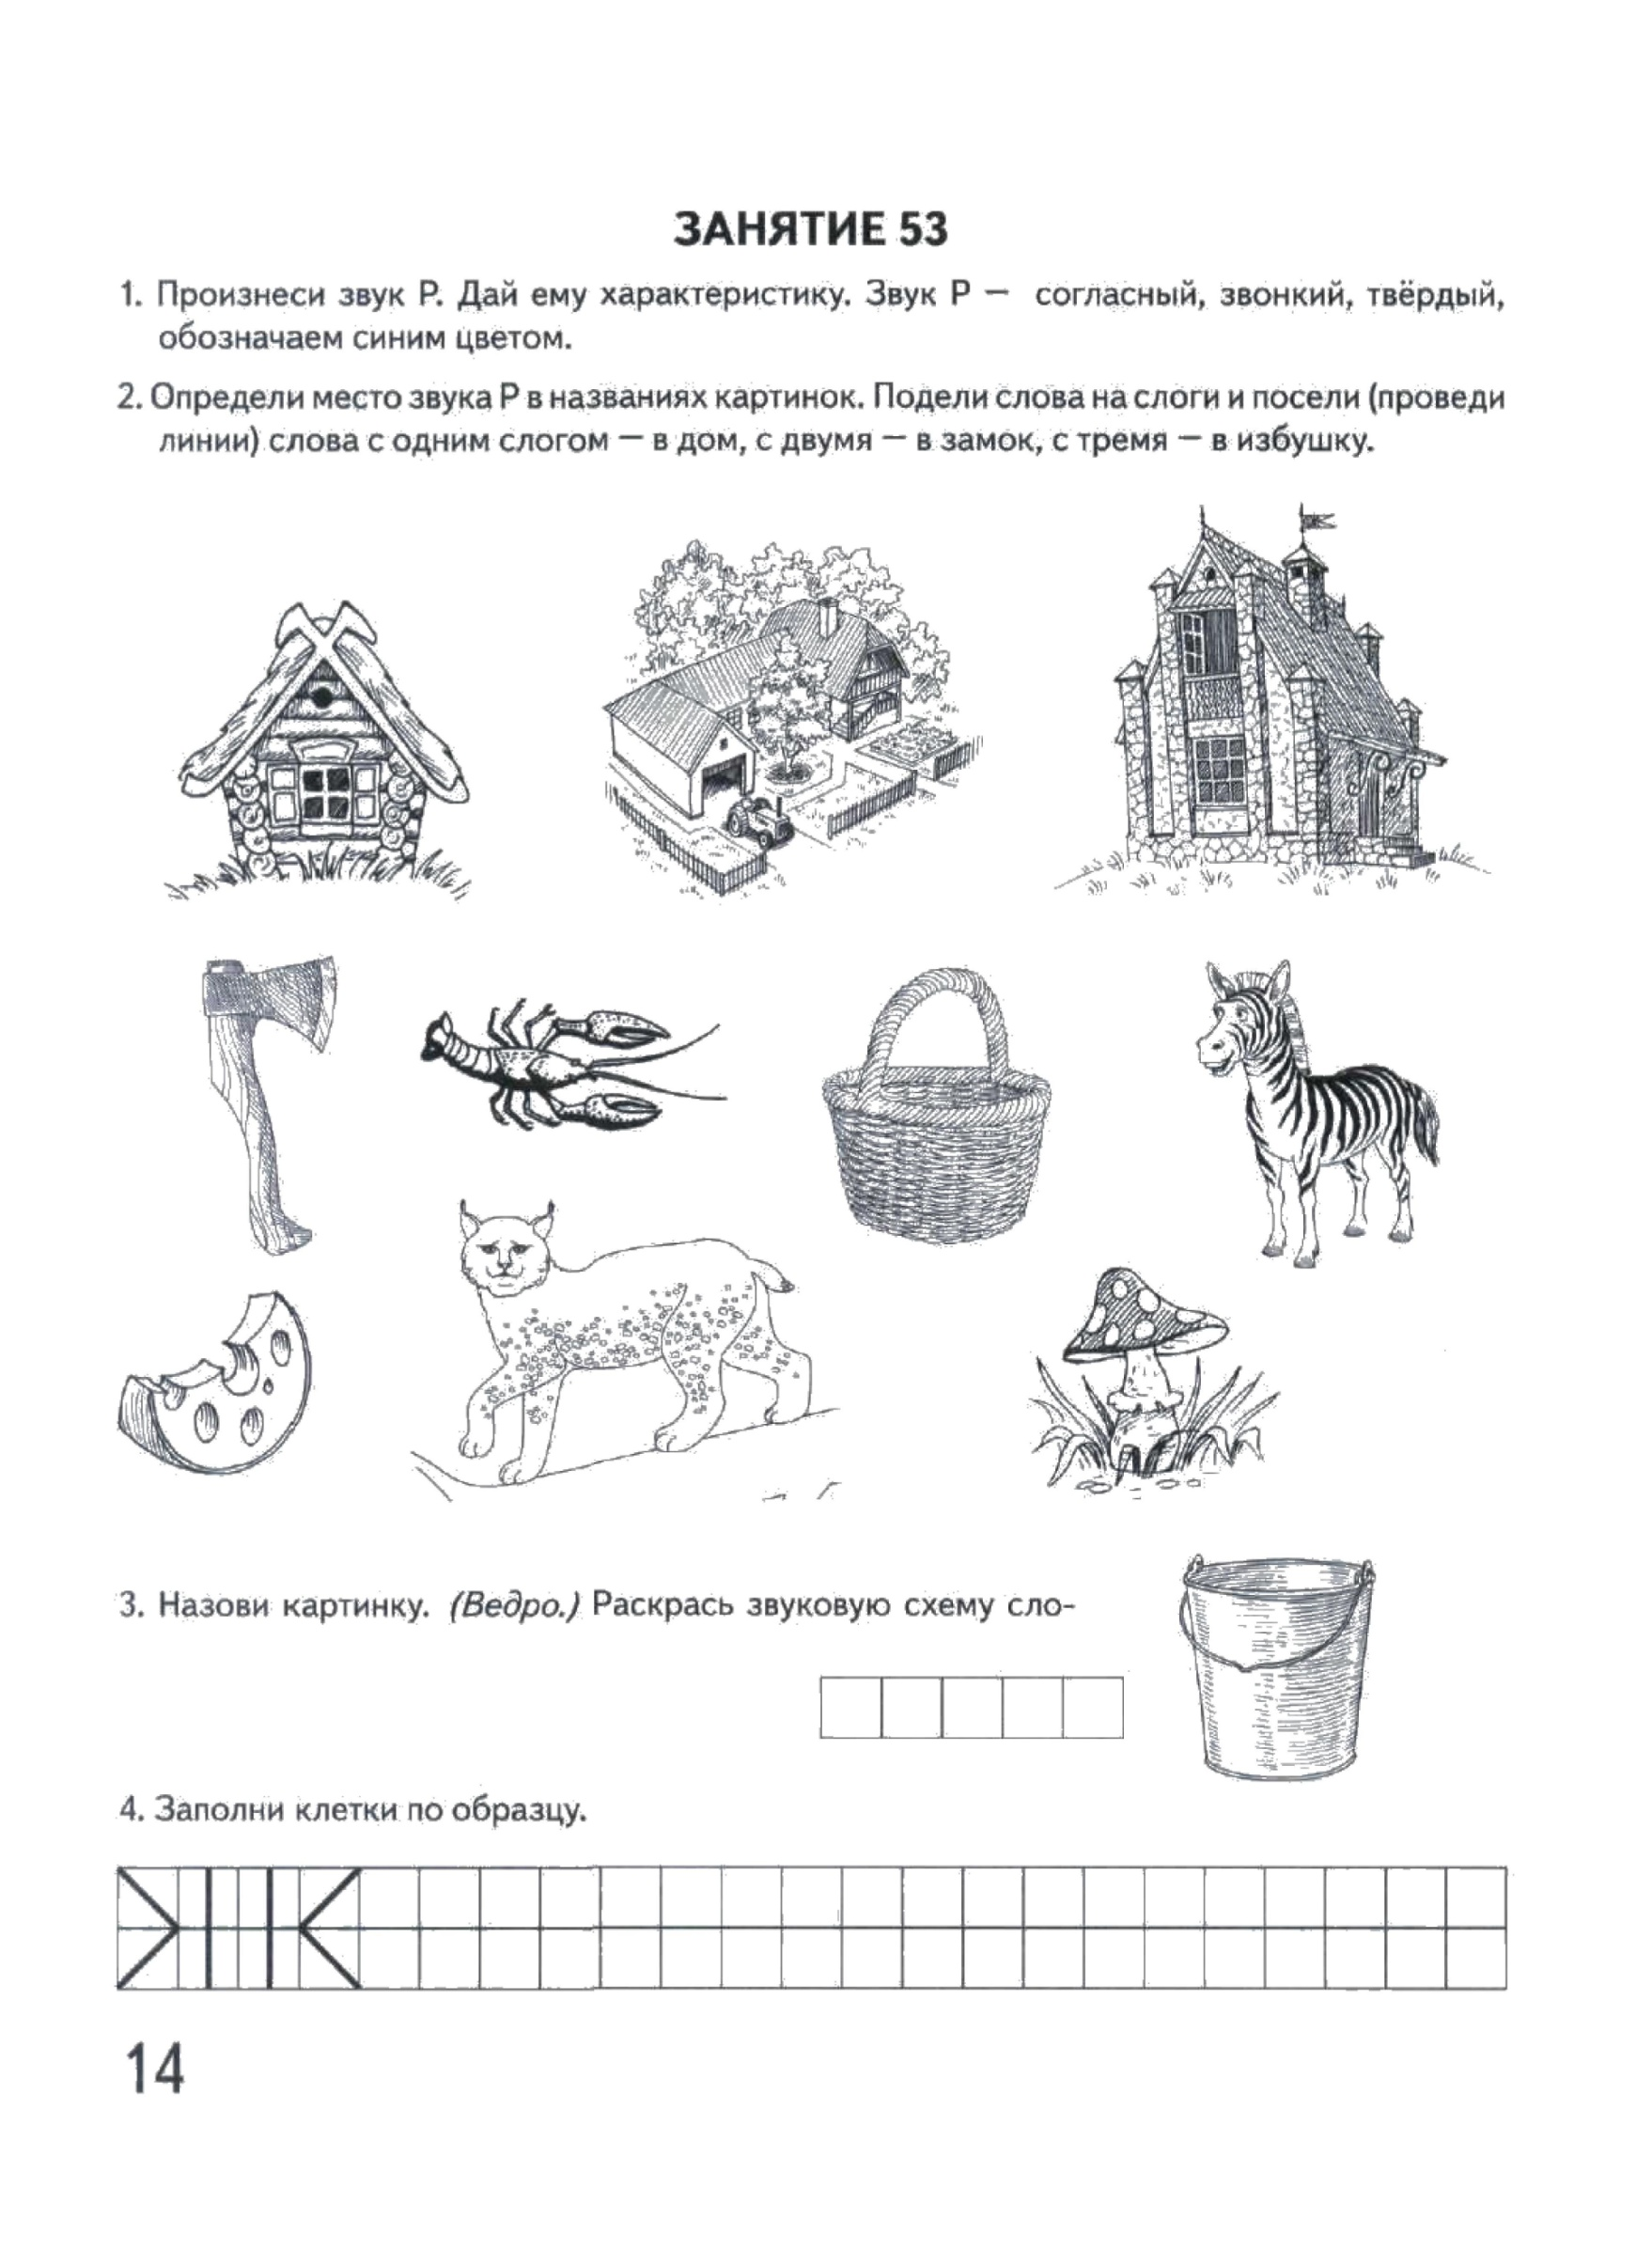 ЗАНЯТИЕ 53
1. Произнеси звук Р. Дай ему характеристику. Звук Р — согласный, звонкий, твёрдый,
обозначаем синим цветом.
2. Определи место звука Р в названиях картинок. Подели слова на слоги и посели (проведи
линии) слова с одним слогом — в дом, с двумя — в замок, с тремя — в избушку.
3. Назови картинку. (Ведро.) Раскрась звуковую схему сло-
4. Заполни клетки по образцу.
14